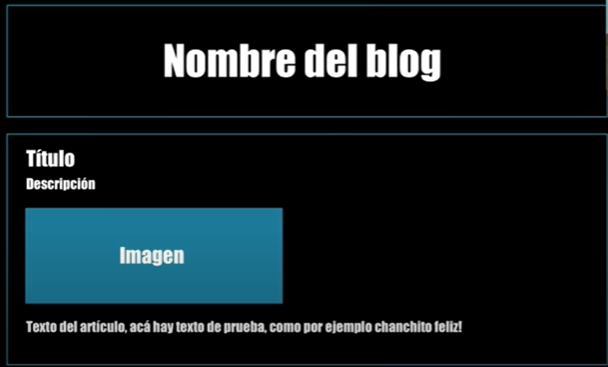 Nombre del blog
Título
Descripción
Imagen
Texto del artículo, acá hay texto de prueba, como por ejemplo chanchito feliz!